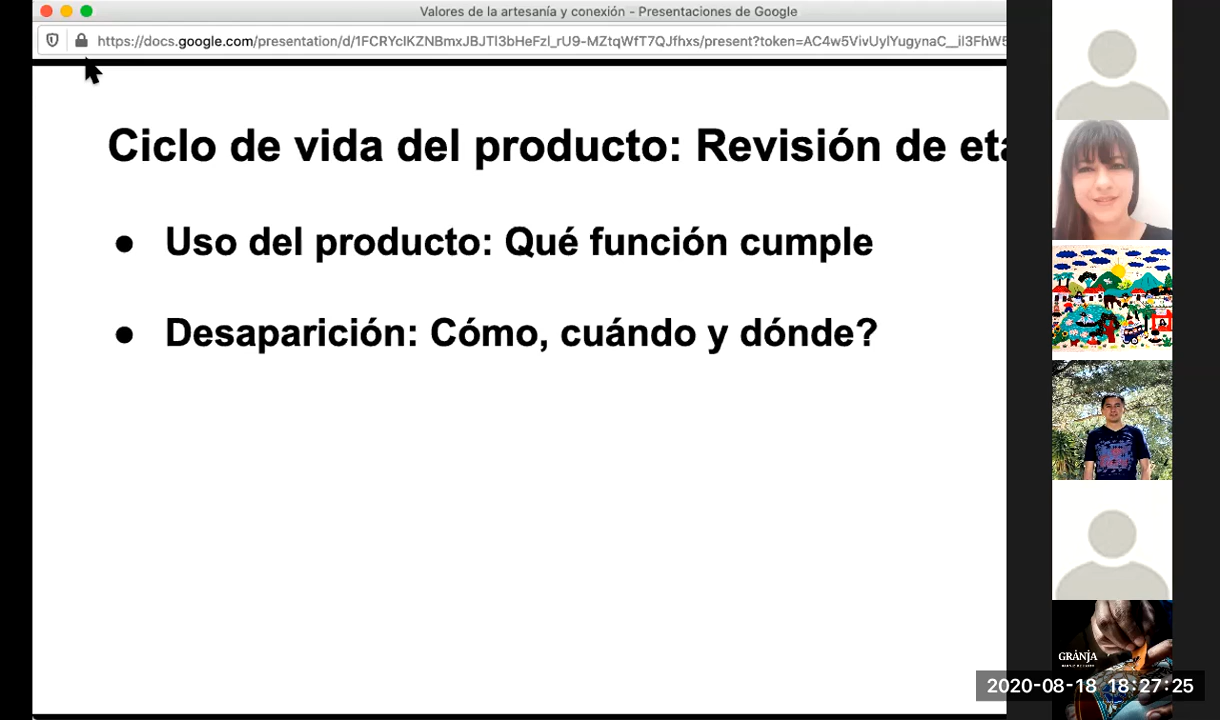 Valores de la artesanía y conexión - Presentaciones de Google
https://docs.google.com/presentation/d/1FCRYcIKZNBmxJBJTl3bHeFzl_rU9-MZtqWfT7QJfhxs/present?token=AC4w5VivUylYugynaC__il3FhW5
Ciclo de vida del producto: Revisión de eta
● Uso del producto: Qué función cumple
● Desaparición: Cómo, cuándo y dónde?
GRANJA
2020-08-18 18:27:25